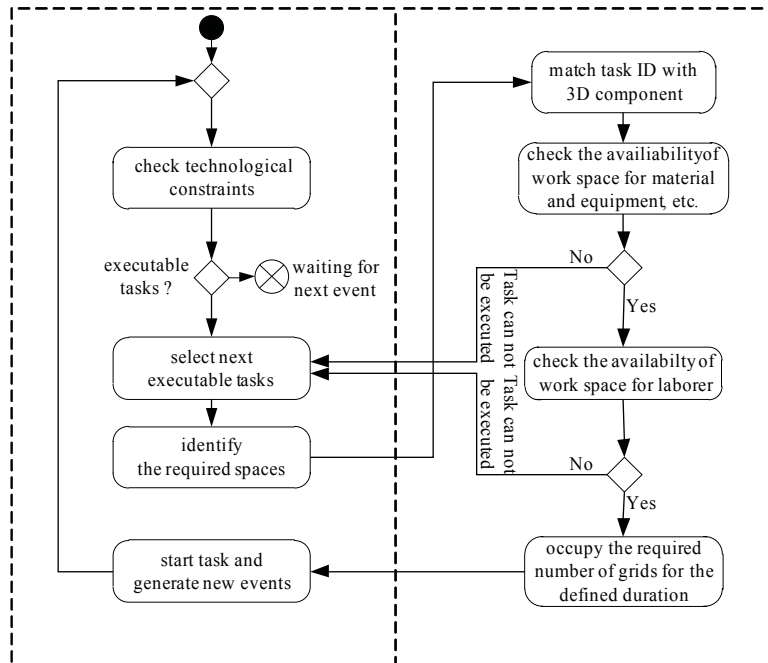 check technological
constraints
executable
tasks ?
waiting for
next event
select next
executable tasks
identify
the required spaces
start task and
generate new events
match task ID with
3D component
check the availiabilityof
work space for material
and equipment, etc.
No
Yes
Task can not
be executed
check the availabilty of
work space for laborer
Task can not
be executed
No
Yes
occupy the required
number of grids for the
defined duration